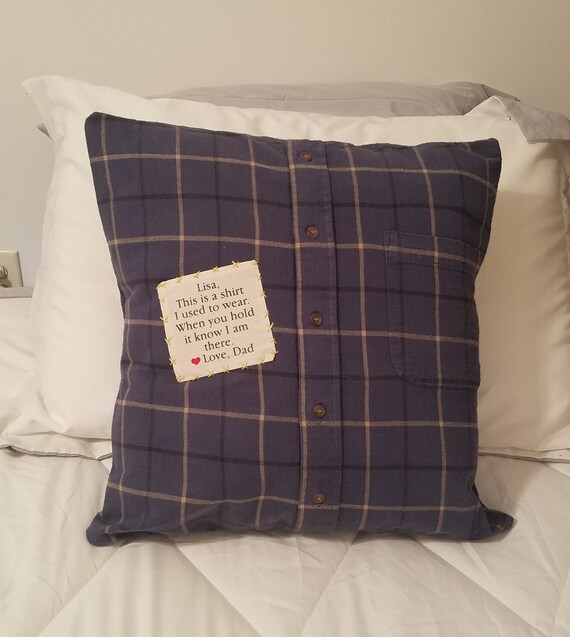 Lisa,
This is a shirt
I used to wear.
When you hold
it know I am
there.
❤Love, Dad